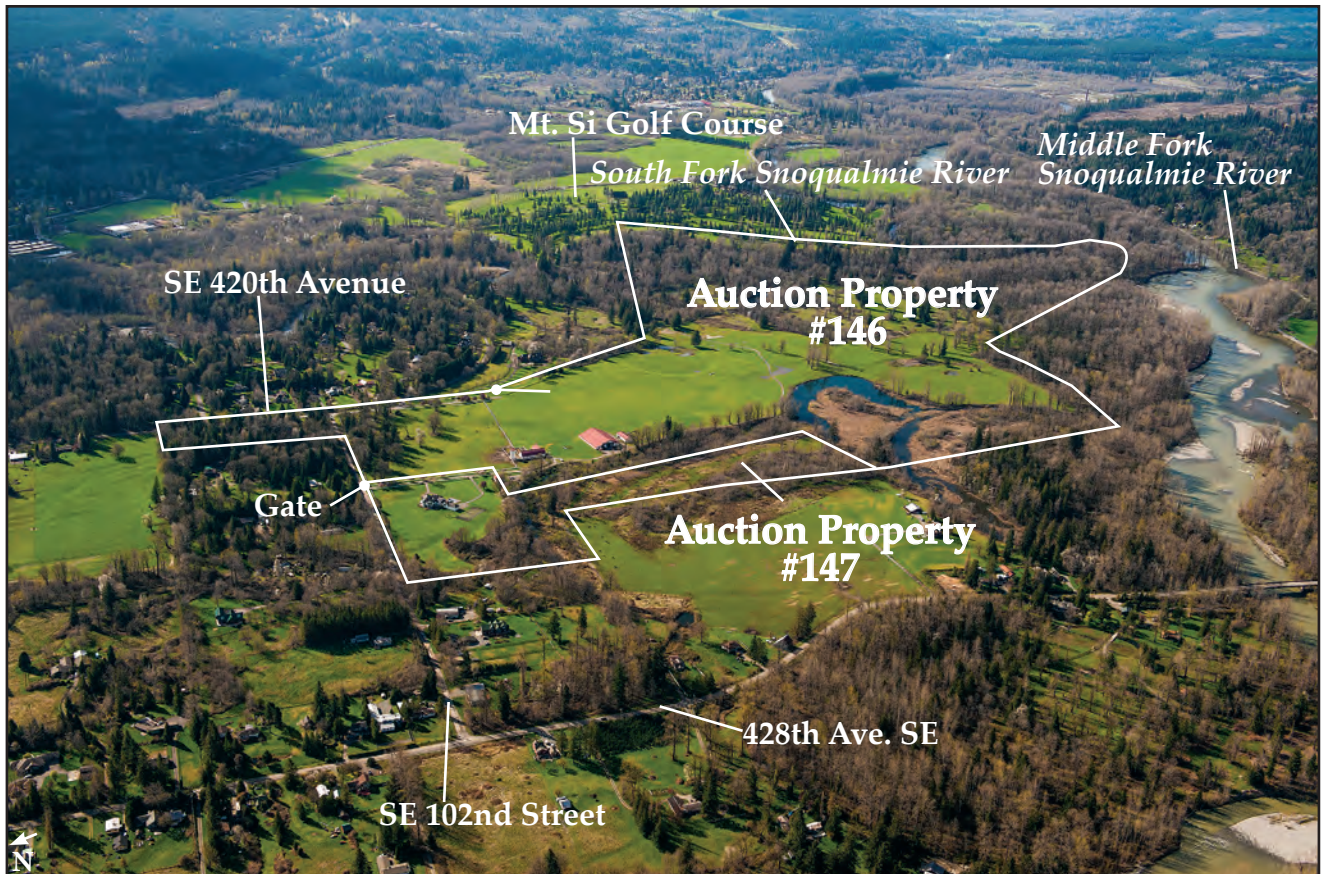 Mt. Si Golf Course
South Fork Snoqualmie River
Middle Fork
Snoqualmie River
SE 420th Avenue
Auction Property
#146
Gate
Auction Property
#147
428th Ave. SE
SE 102nd Street
N